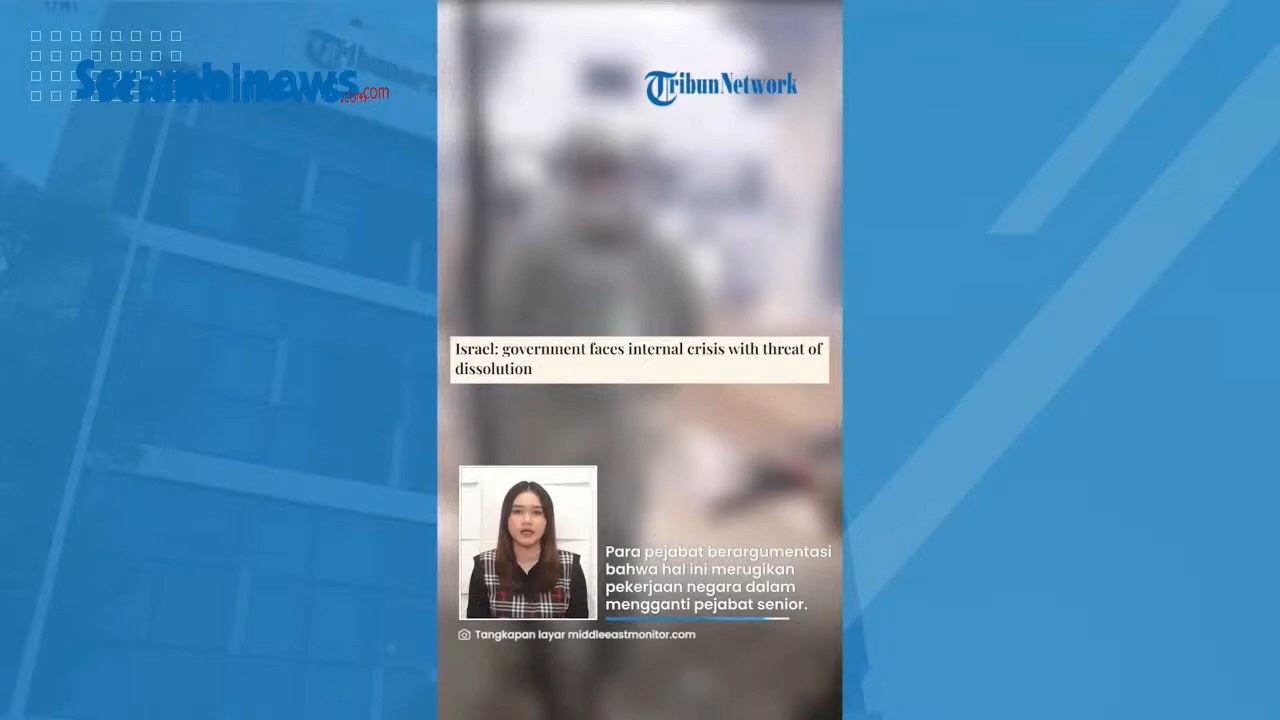 Serambinews.com
TribunNetwork
Israel: government faces internal crisis with threat of
dissolution
Para pejabat berargumentasi
bahwa hal ini merugikan
pekerjaan negara dalam
mengganti pejabat senior.
Tangkapan layar middleeastmonitor.com